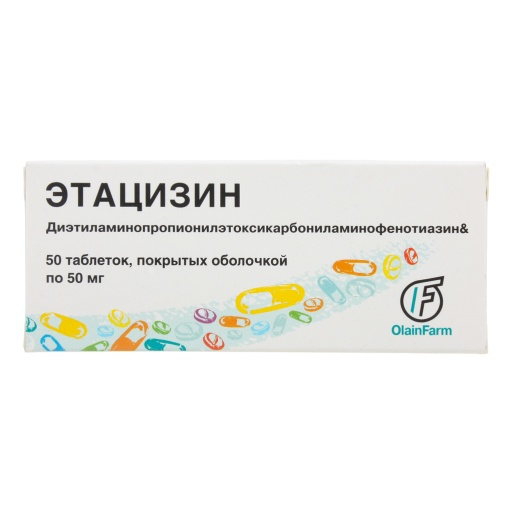 ЭТАЦИЗИН
Диэтиламинопропионилэтоксикарбониламинофенотиазин&
50 таблеток, покрытых оболочкой
по 50 мг
OlainFarm